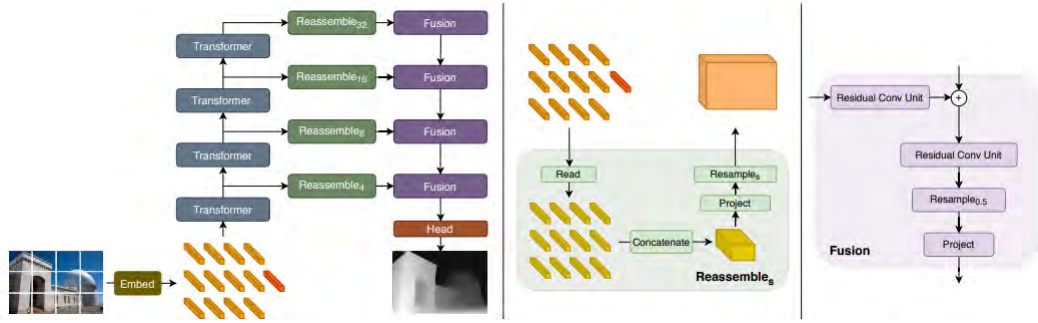 Reassemble32
Fusion
Transformer
Reassemble16
Fusion
Transformer
Reassemble8
Fusion
Transformer
Reassemble4
Fusion
Transformer
Head
Embed
Read
Resamples
Project
Concatenate
Reassembles
Residual Conv Unit
+
Residual Conv Unit
Resample0.5
Project
Fusion